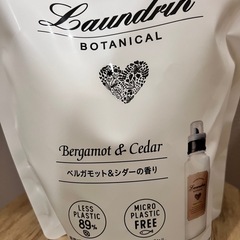 Laundrin
BOTANICAL
Bergamot & Cedar
ベルガモット&シダーの香り
LESS
PLASTIC
89%
MICRO
PLASTIC
FREE
Laundrin